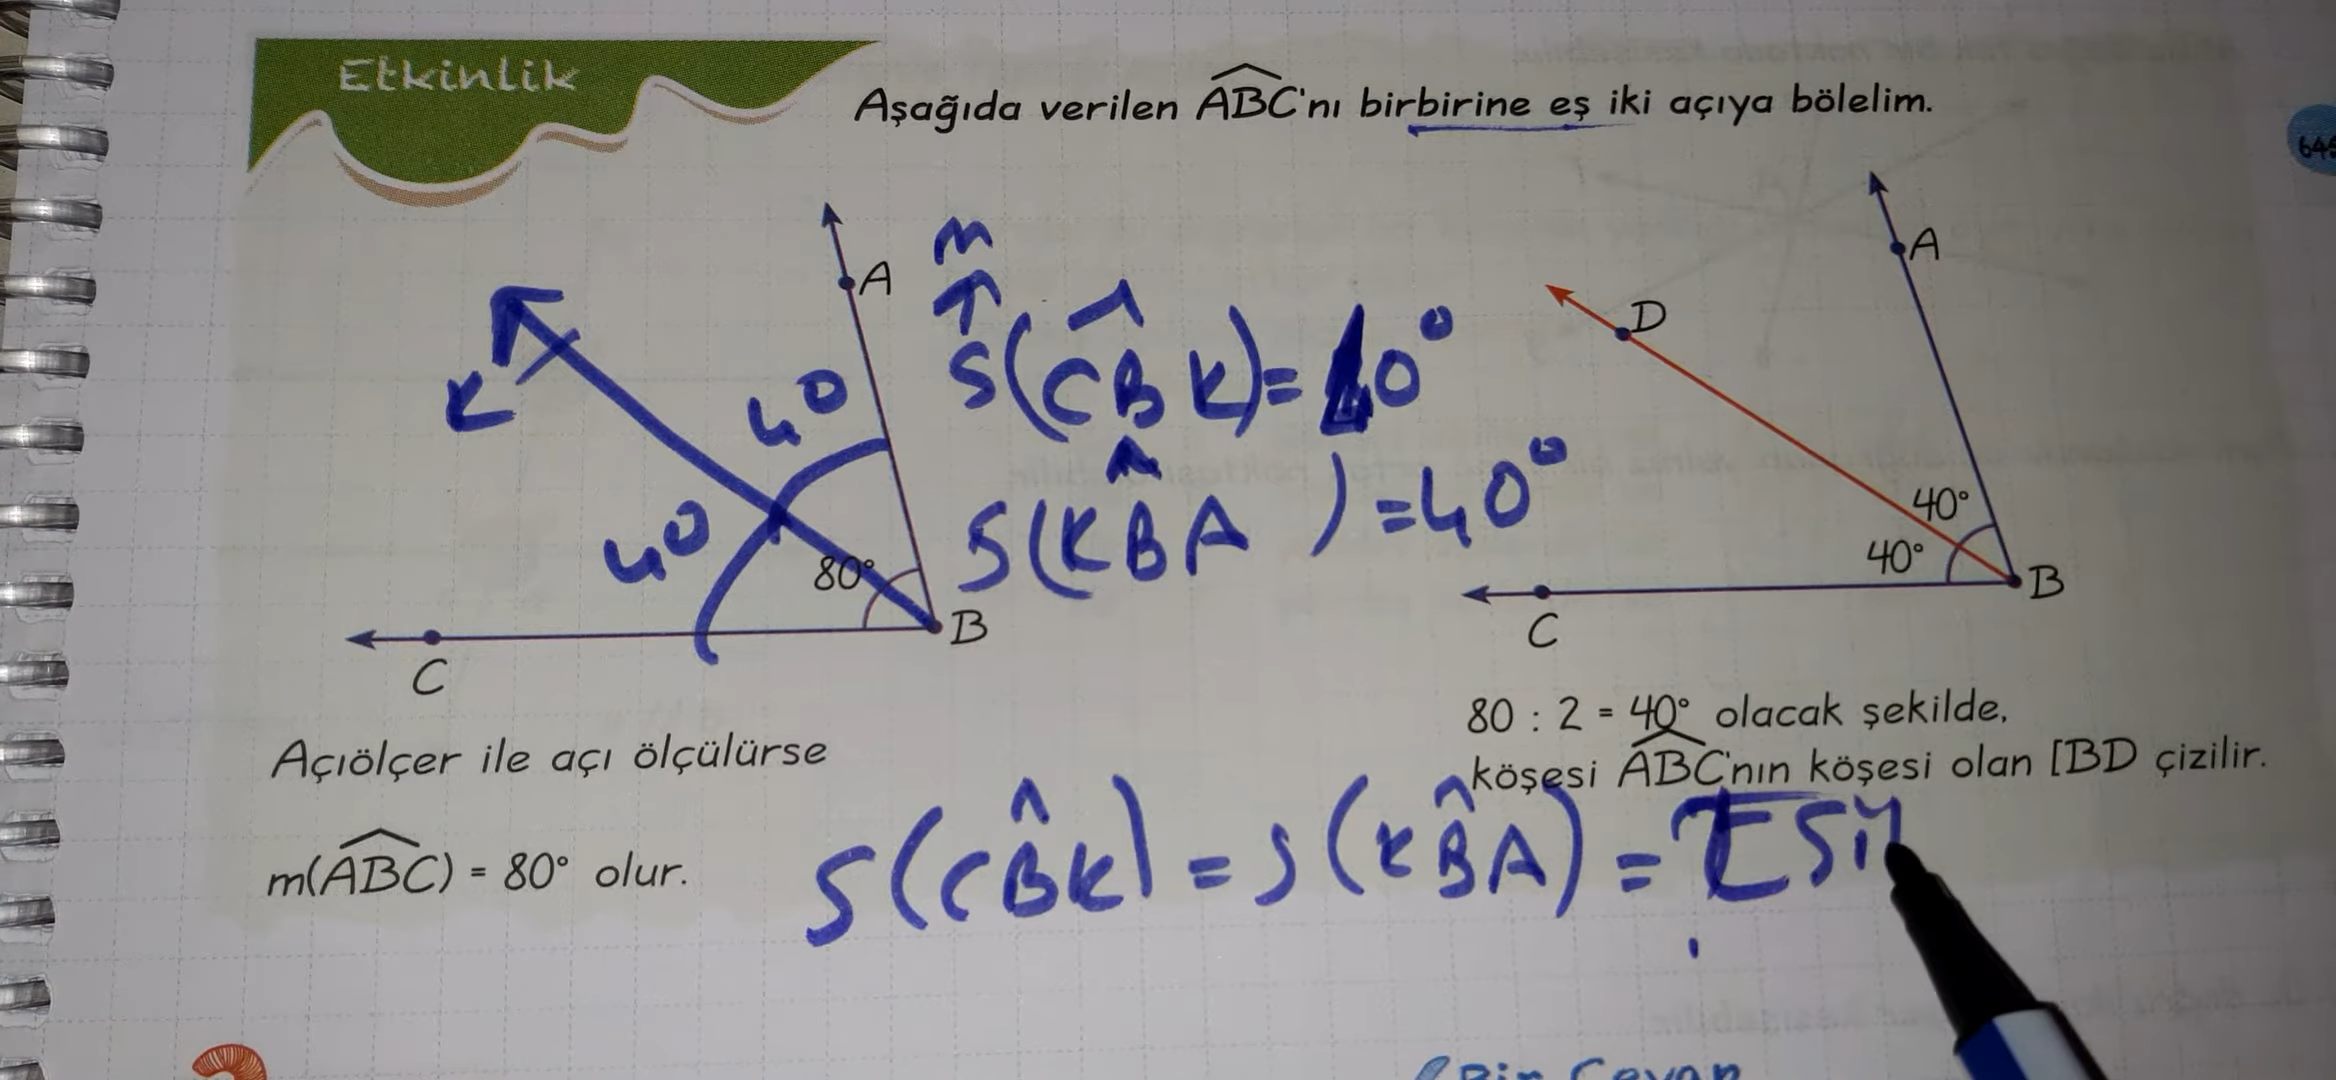 Etkinlik
Aşağıda verilen ABC'nı birbirine eş iki açıya bölelim.
A
K
40
40
80°
C
B
m
S(CBK)=40°
S(KBA)=40°
A
D
40°
40°
C
B
Açıölçer ile açı ölçülürse
m(ABC) = 80° olur.
80 : 2 = 40° olacak şekilde,
köşesi ABC'nın köşesi olan [BD çizilir.
S(CBK) = S(KBA) =